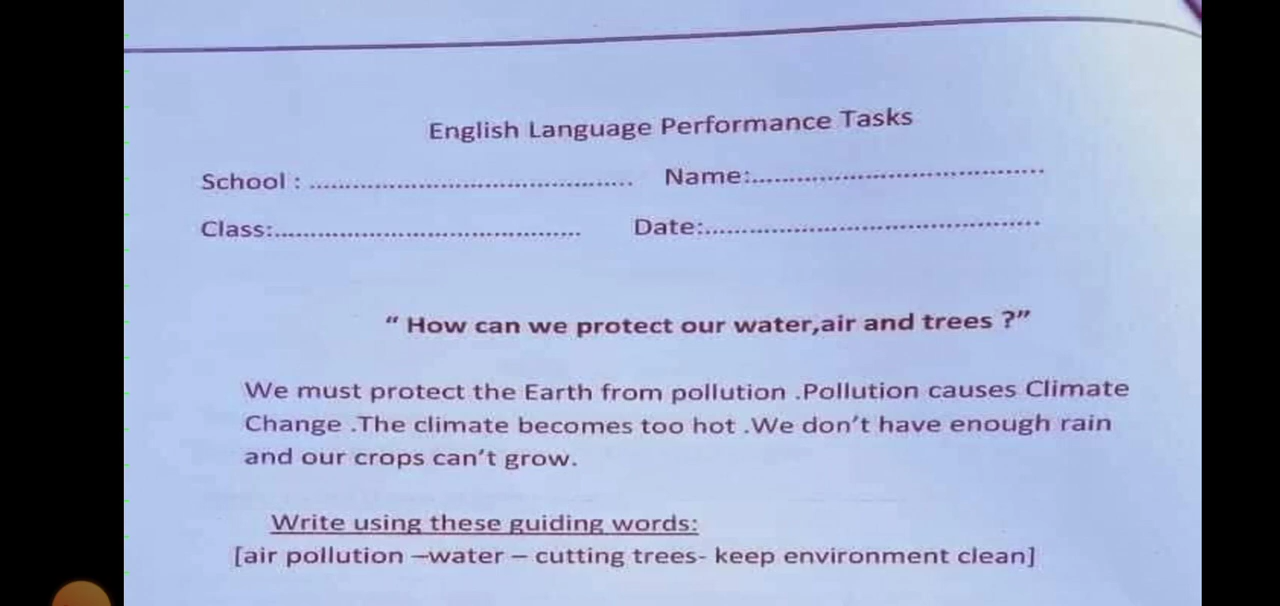 English Language Performance Tasks
School : ............................................. Name:........................................
Class:.......................................... Date:..............................................
“ How can we protect our water,air and trees ?”
We must protect the Earth from pollution .Pollution causes Climate
Change .The climate becomes too hot .We don’t have enough rain
and our crops can’t grow.
Write using these guiding words:
[air pollution –water – cutting trees- keep environment clean]